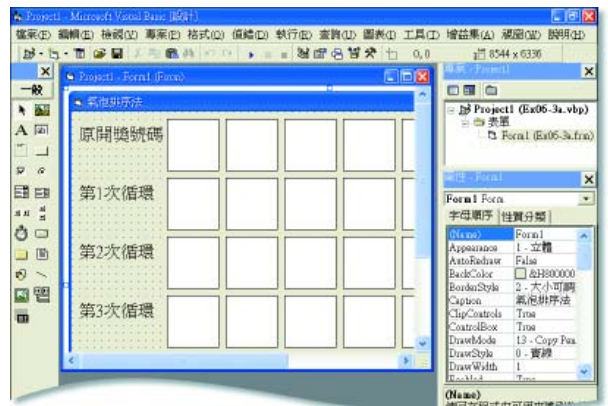 Project1 - Microsoft Visual Basic [設計]
檔案(F) 編輯(E) 檢視(V) 專案(P) 格式(O) 偵錯(D) 執行(R) 查詢(U) 圖表(I) 工具(T) 增益集(A) 視窗(W) 說明(H)
0, 0
8544 x 6336
一般
Project1 - Form1 (Form)
氣泡排序法
原開獎號碼
第1次循環
第2次循環
第3次循環
專案 - Project1
Project1 (Ex06-3a.vbp)
表單
Form1 (Ex06-3a.frm)
屬性 - Form1
Form1 Form
字母順序 性質分類
(Name) Form1
Appearance 1 - 立體
AutoRedraw False
BackColor &H800000
BorderStyle 2 - 大小可調
Caption 氣泡排序法
ClipControls True
ControlBox True
DrawMode 13 - Copy Pen
DrawStyle 0 - 實線
DrawWidth 1
Enabled True
(Name)